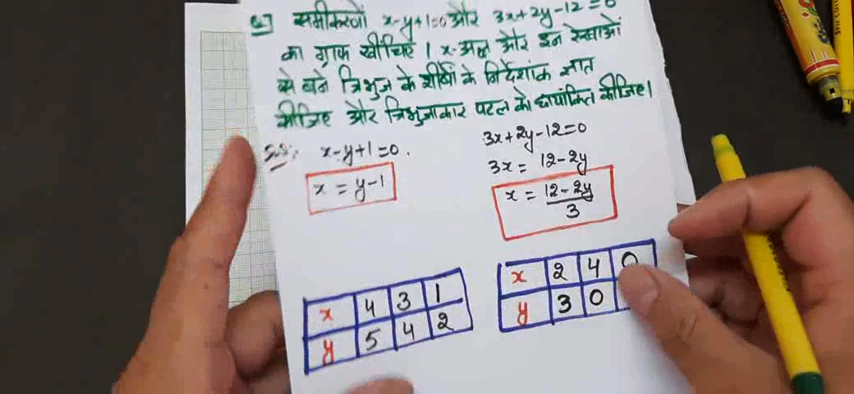 Q.7 समीकरणों x-y+1=0 और 3x+2y-12=0
का ग्राफ खींचिए। x-अक्ष और इन रेखाओं
से बने त्रिभुज के शीर्षों के निर्देशांक ज्ञात
कीजिए और त्रिभुजाकार पटल को छायांकित कीजिए।
Sol: x-y+1=0.
x = y-1
3x+2y-12=0
3x = 12-2y
x = 12-2y/3
x 4 3 1
y 5 4 2
x 2 4 0
y 3 0